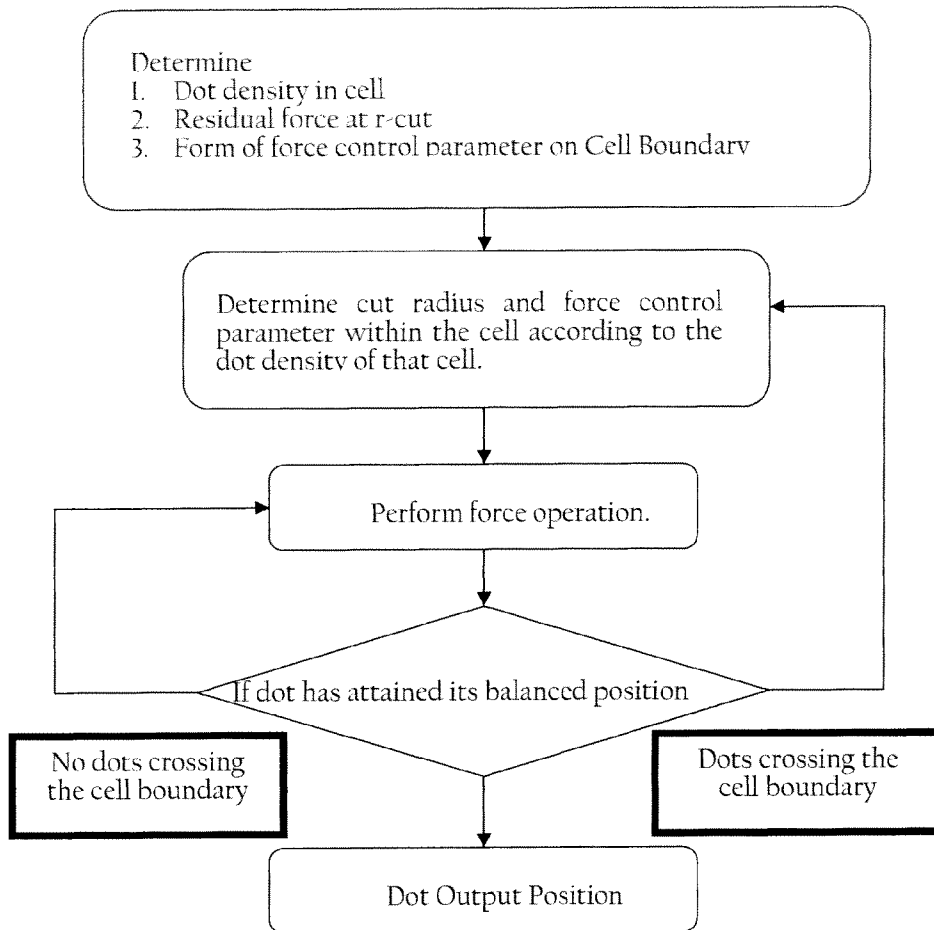 Determine
1. Dot density in cell
2. Residual force at r-cut
3. Form of force control parameter on Cell Boundary
Determine cut radius and force control
parameter within the cell according to the
dot density of that cell.
Perform force operation.
If dot has attained its balanced position
No dots crossing
the cell boundary
Dots crossing the
cell boundary
Dot Output Position